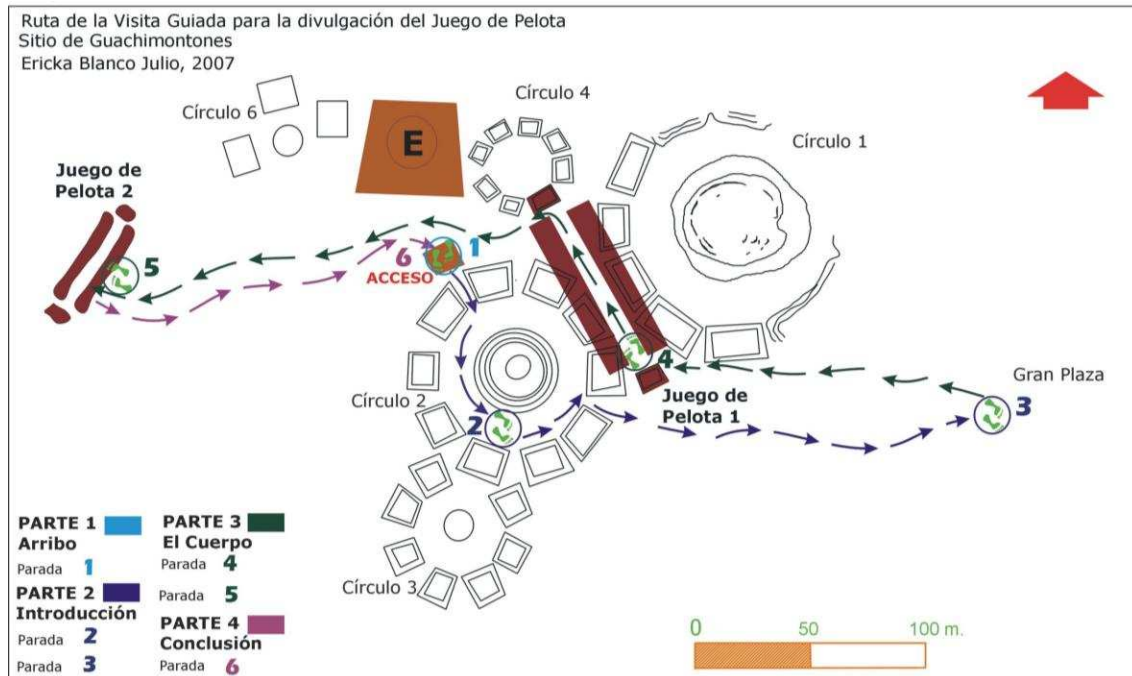 Ruta de la Visita Guiada para la divulgación del Juego de Pelota
Sitio de Guachimontones
Ericka Blanco Julio, 2007
Círculo 6
Círculo 4
Círculo 1
E
Juego de
Pelota 2
5
6
1
ACCESO
4
Círculo 2
2
Juego de
Pelota 1
Gran Plaza
3
Círculo 3
PARTE 1
Arribo
Parada 1
PARTE 2
Introducción
Parada 2
Parada 3
PARTE 3
El Cuerpo
Parada 4
Parada 5
PARTE 4
Conclusión
Parada 6
0 50 100 m.